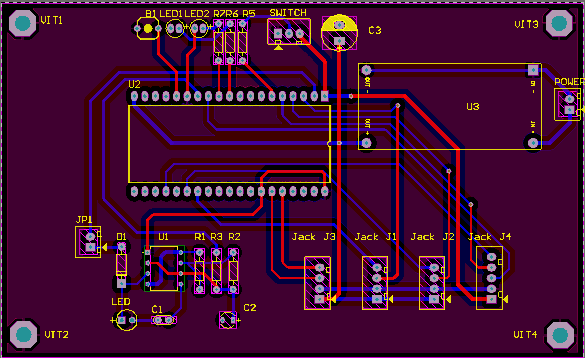 B1 LED1 LED2 R7 R6 R5 SWITCH C3
VIT1
VIT3
U2
U3
POWER
JP1
D1
U1
R1 R3 R2
Jack J3
Jack J1
Jack J2
Jack J4
LED
C1
C2
VIT2
VIT4